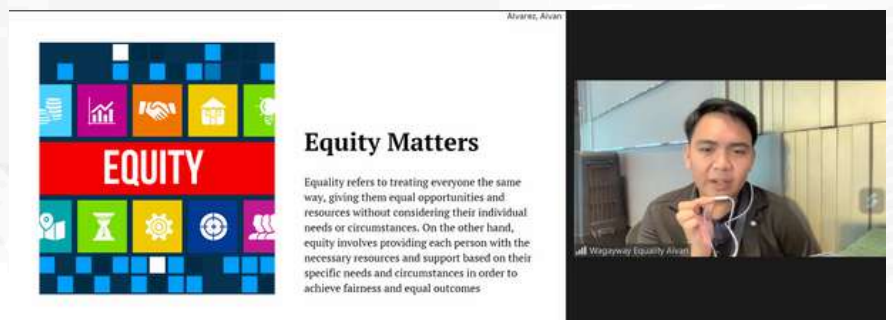 Alvarez, Aivan
EQUITY
Equity Matters
Equality refers to treating everyone the same
way, giving them equal opportunities and
resources without considering their individual
needs or circumstances. On the other hand,
equity involves providing each person with the
necessary resources and support based on their
specific needs and circumstances in order to
achieve fairness and equal outcomes
Wagayway Equality Aivan